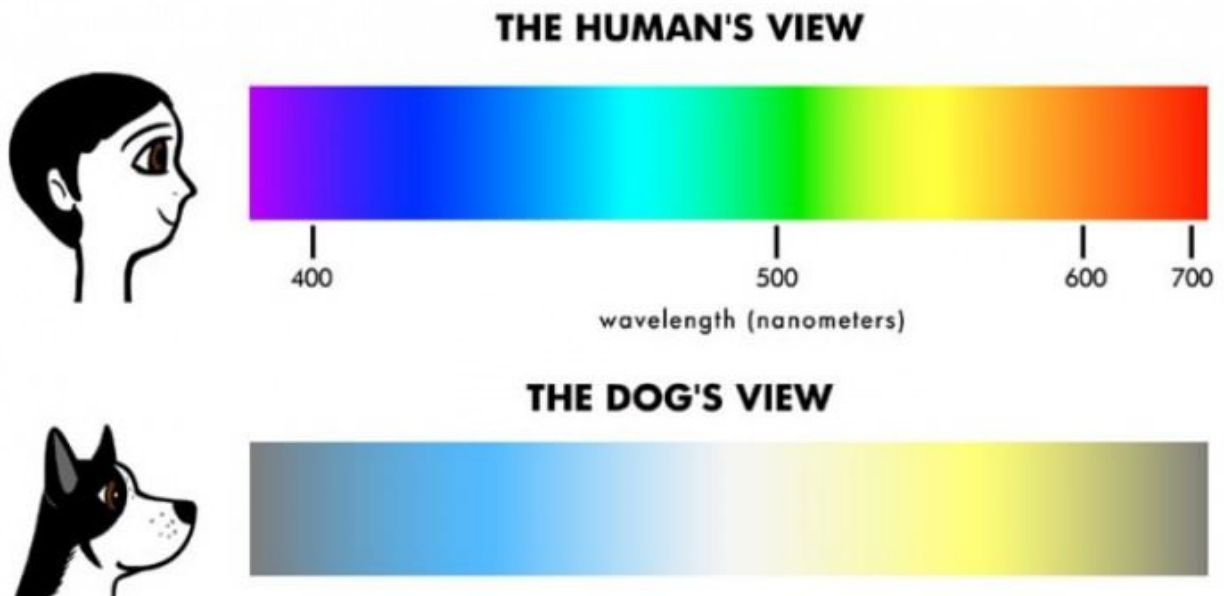 THE HUMAN'S VIEW
400 500 600 700
wavelength (nanometers)
THE DOG'S VIEW